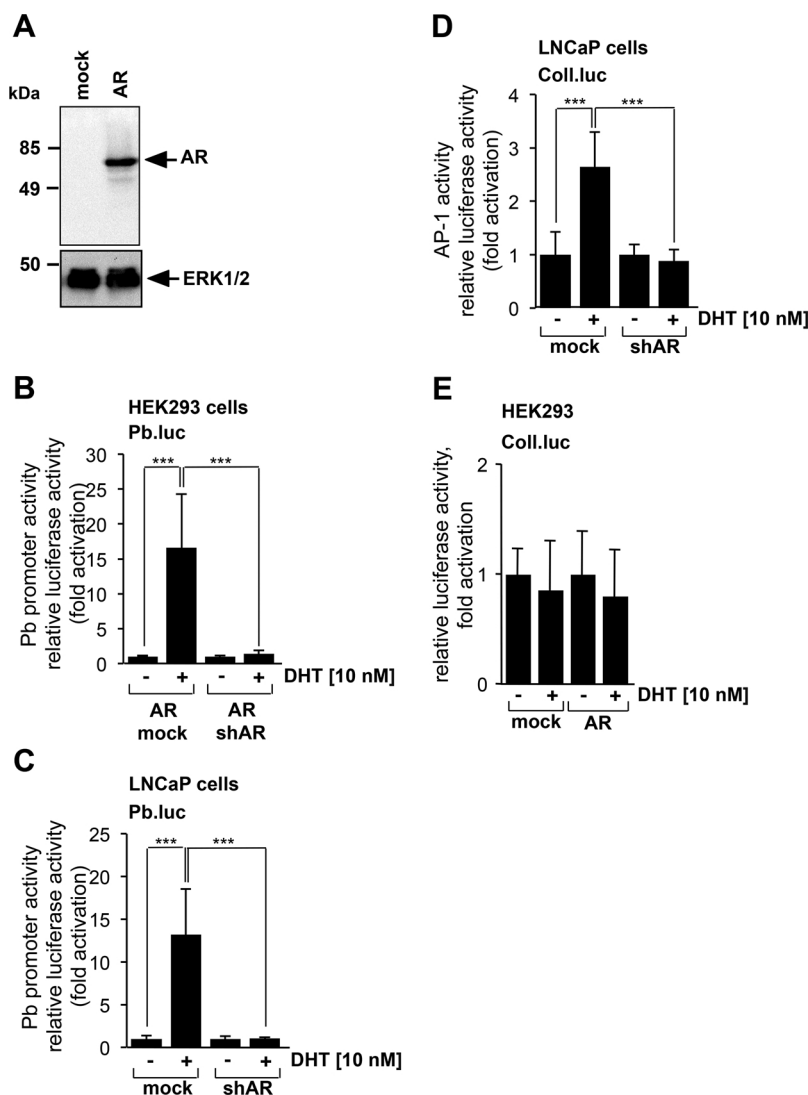 A
mock
AR
kDa
85
AR
49
50
ERK1/2
B
HEK293 cells
Pb.luc
Pb promoter activity
relative luciferase activity
(fold activation)
30
25
20
15
10
5
0
*** ***
- + - + DHT [10 nM]
AR AR
mock shAR
C
LNCaP cells
Pb.luc
Pb promoter activity
relative luciferase activity
(fold activation)
25
20
15
10
5
0
*** ***
- + - + DHT [10 nM]
mock shAR
D
LNCaP cells
Coll.luc
AP-1 activity
relative luciferase activity
(fold activation)
4
3
2
1
0
*** ***
- + - + DHT [10 nM]
mock shAR
E
HEK293
Coll.luc
relative luciferase activity,
fold activation
2
1
0
- + - + DHT [10 nM]
mock AR